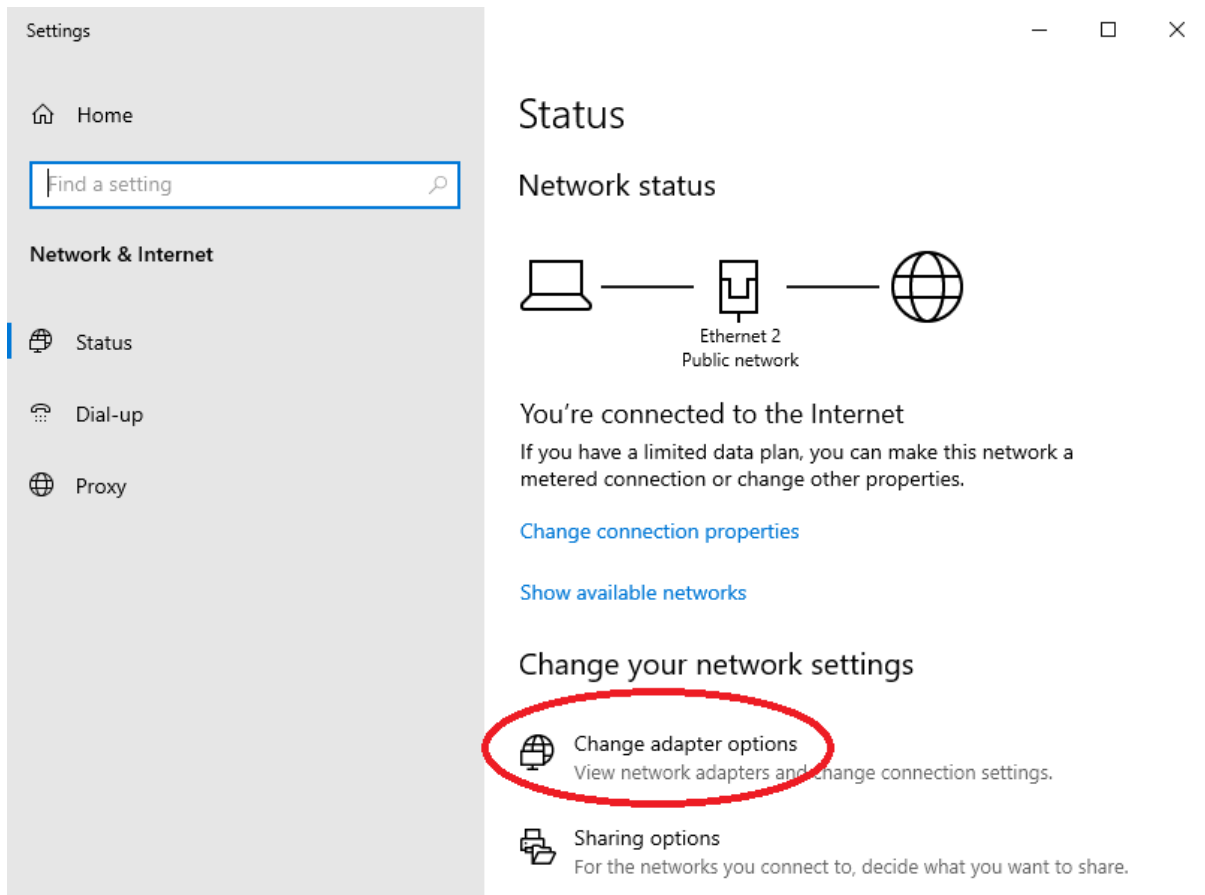 Settings
Home
Find a setting
Network & Internet
Status
Dial-up
Proxy
Status
Network status
Ethernet 2
Public network
You're connected to the Internet
If you have a limited data plan, you can make this network a
metered connection or change other properties.
Change connection properties
Show available networks
Change your network settings
Change adapter options
View network adapters and change connection settings.
Sharing options
For the networks you connect to, decide what you want to share.